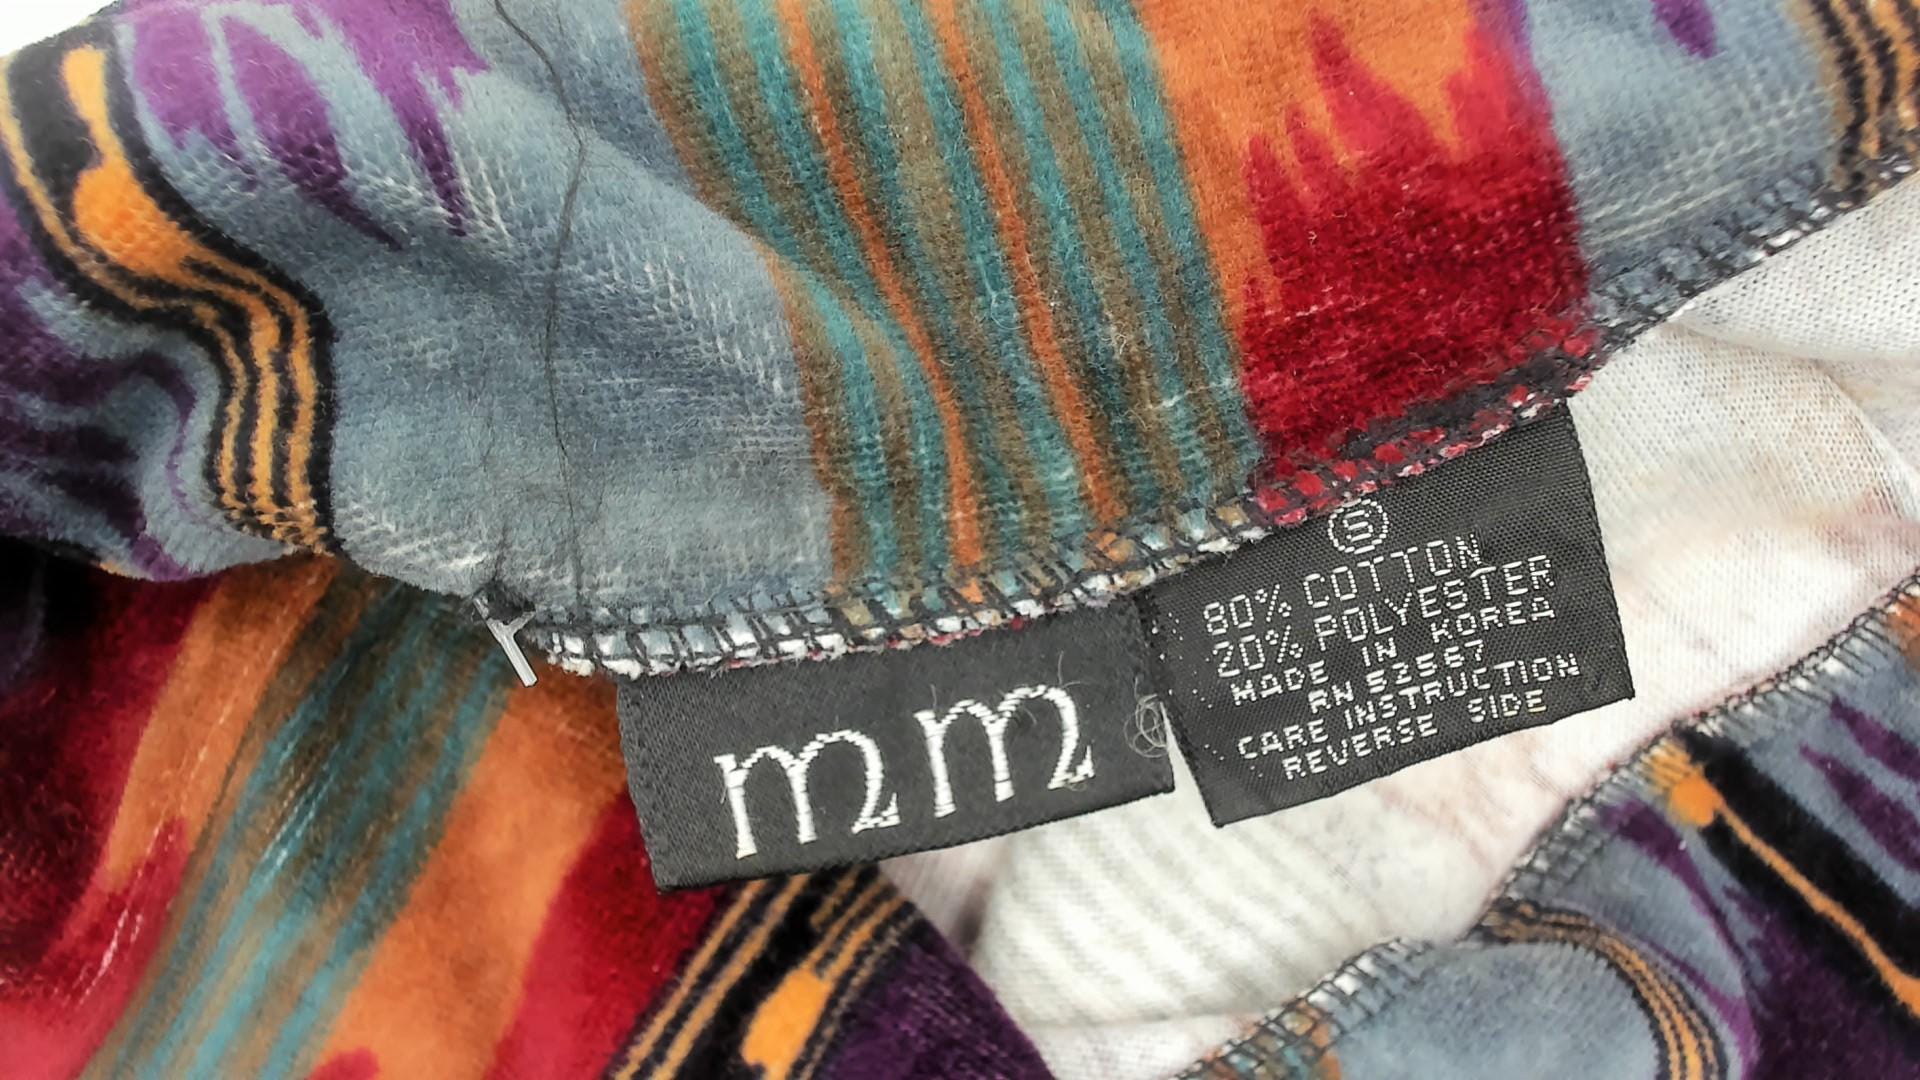 mm
S
80% COTTON
20% POLYESTER
MADE IN KOREA
RN 52567
CARE INSTRUCTION
REVERSE SIDE